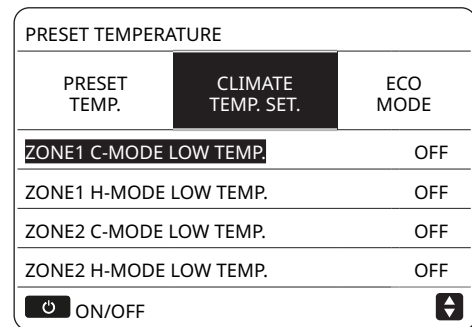 PRESET TEMPERATURE
PRESET TEMP.
CLIMATE TEMP. SET.
ECO MODE
ZONE1 C-MODE LOW TEMP. OFF
ZONE1 H-MODE LOW TEMP. OFF
ZONE2 C-MODE LOW TEMP. OFF
ZONE2 H-MODE LOW TEMP. OFF
ON/OFF